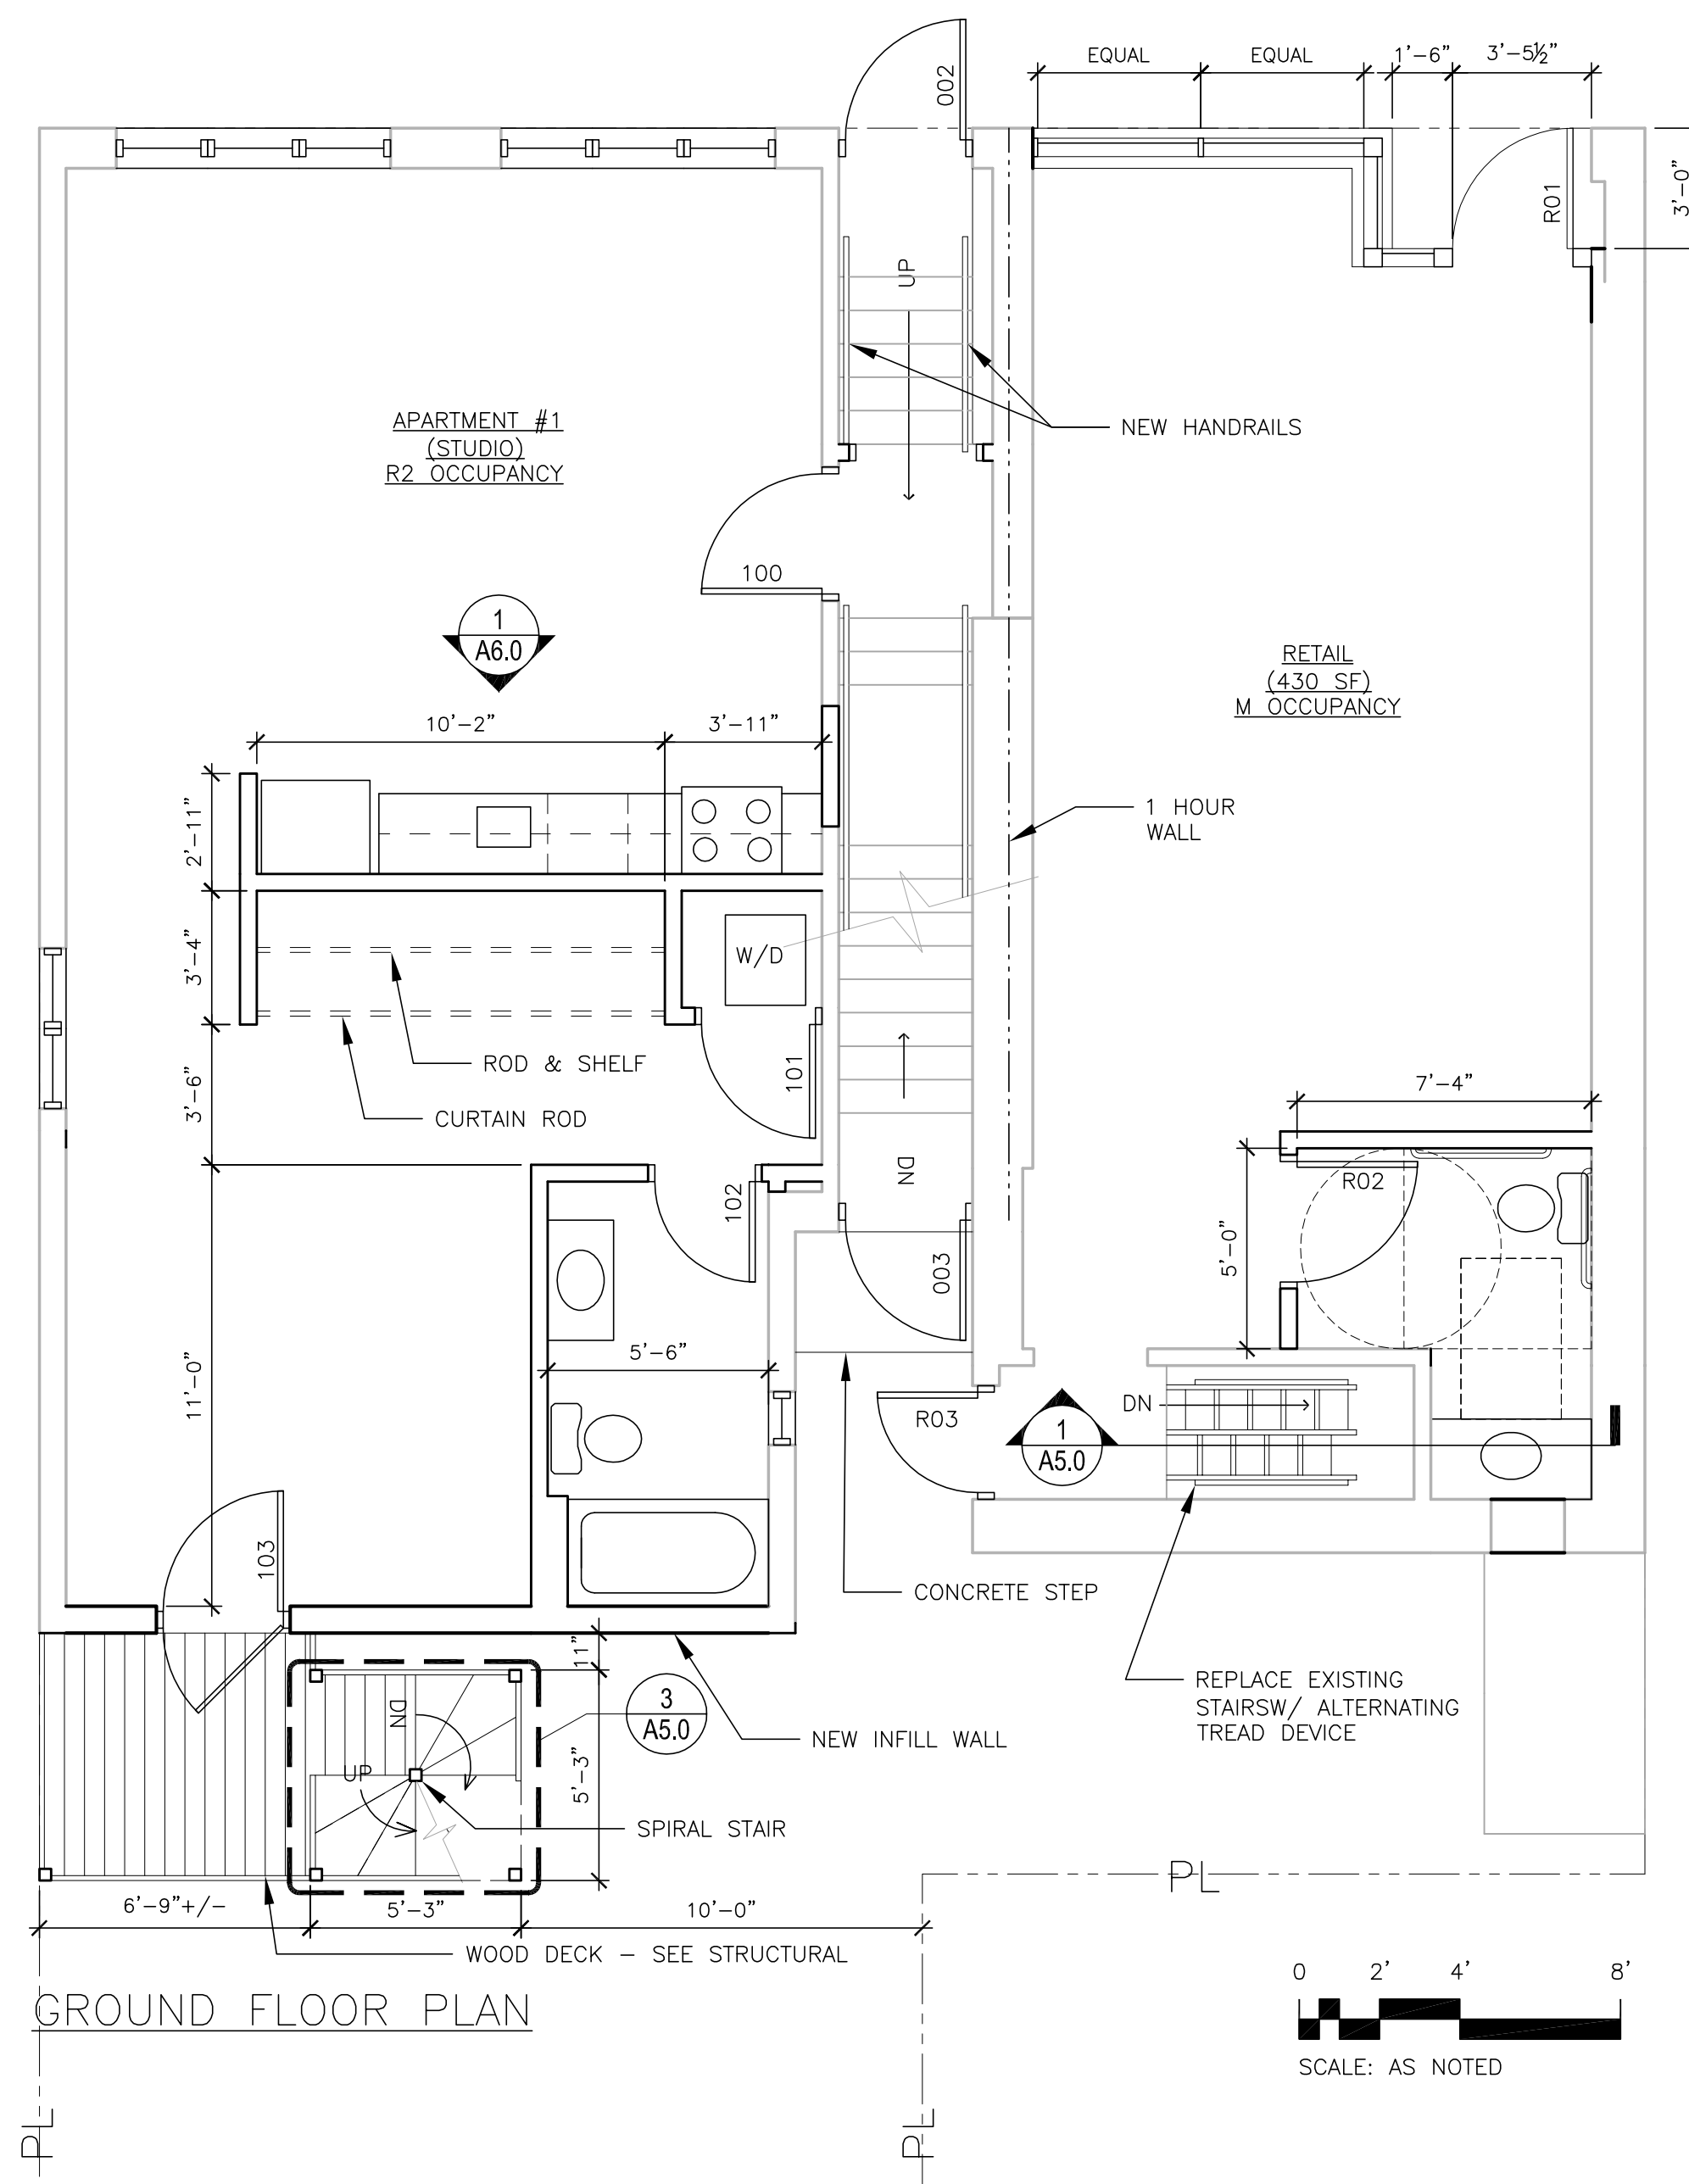 EQUAL
EQUAL
1'-6"
3'-5½"
002
R01
3'-0"
UP
APARTMENT #1
(STUDIO)
R2 OCCUPANCY
NEW HANDRAILS
100
1
A6.0
RETAIL
(430 SF)
M OCCUPANCY
10'-2"
3'-11"
2'-11"
1 HOUR
WALL
3'-4"
W/D
ROD & SHELF
101
3'-6"
CURTAIN ROD
7'-4"
DN
102
R02
5'-0"
003
5'-6"
11'-0"
R03
DN
1
A5.0
103
CONCRETE STEP
11"
REPLACE EXISTING
STAIRSW/ ALTERNATING
TREAD DEVICE
3
A5.0
DN
NEW INFILL WALL
UP
5'-3"
SPIRAL STAIR
PL
6'-9"+/-
5'-3"
10'-0"
WOOD DECK – SEE STRUCTURAL
GROUND FLOOR PLAN
0
2'
4'
8'
SCALE: AS NOTED
PL
PL